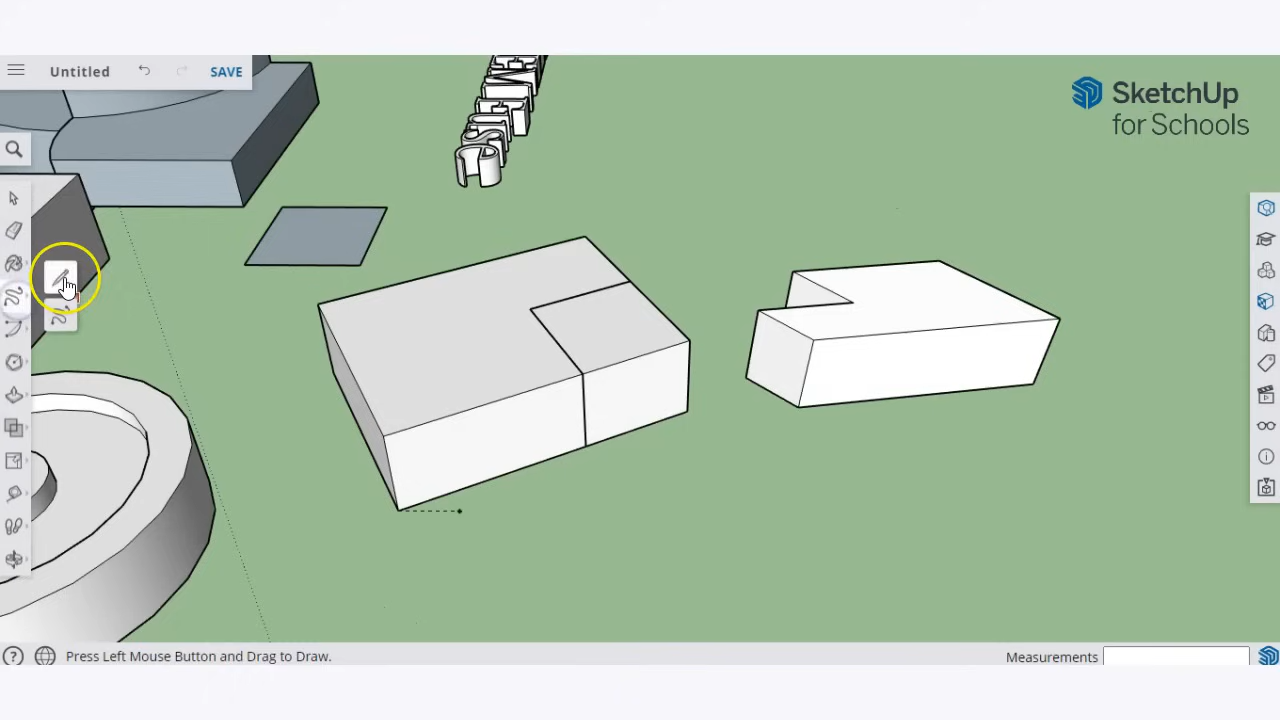 Untitled
SAVE
SketchUp
for Schools
Press Left Mouse Button and Drag to Draw.
Measurements